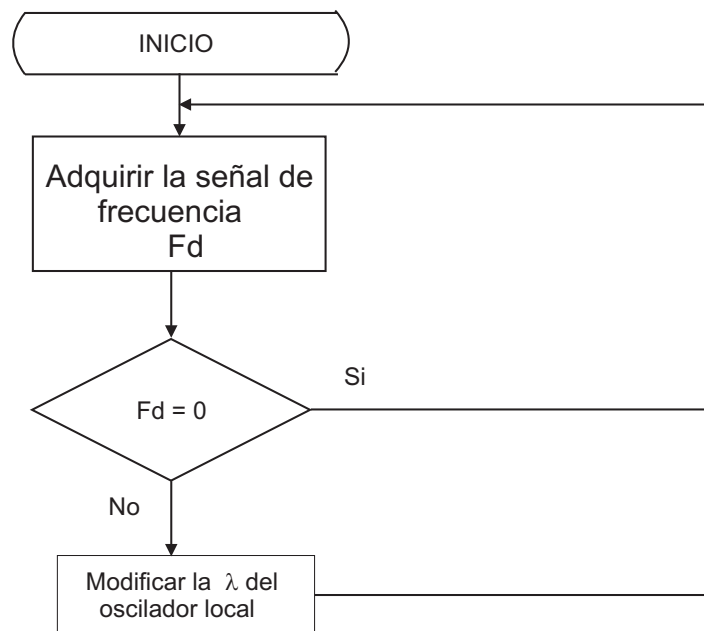 INICIO
Adquirir la señal de
frecuencia
Fd
Si
Fd = 0
No
Modificar la λ del
oscilador local